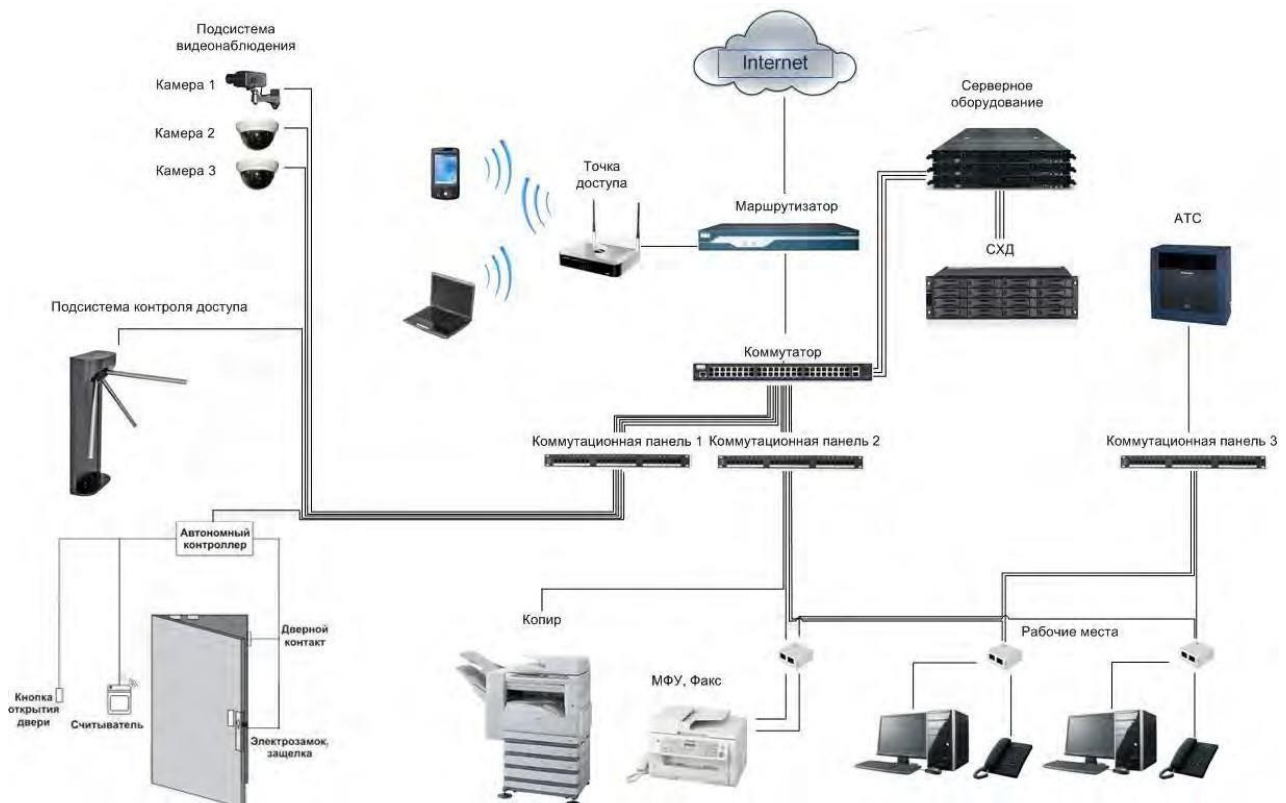 Подсистема
видеонаблюдения
Камера 1
Камера 2
Камера 3
Internet
Серверное
оборудование
Точка
доступа
Маршрутизатор
АТС
СХД
Подсистема контроля доступа
Коммутатор
Коммутационная панель 1
Коммутационная панель 2
Коммутационная панель 3
Автономный
контроллер
Дверной
контакт
Кнопка
открытия
двери
Считыватель
Электрозамок,
защелка
Копир
МФУ, Факс
Рабочие места